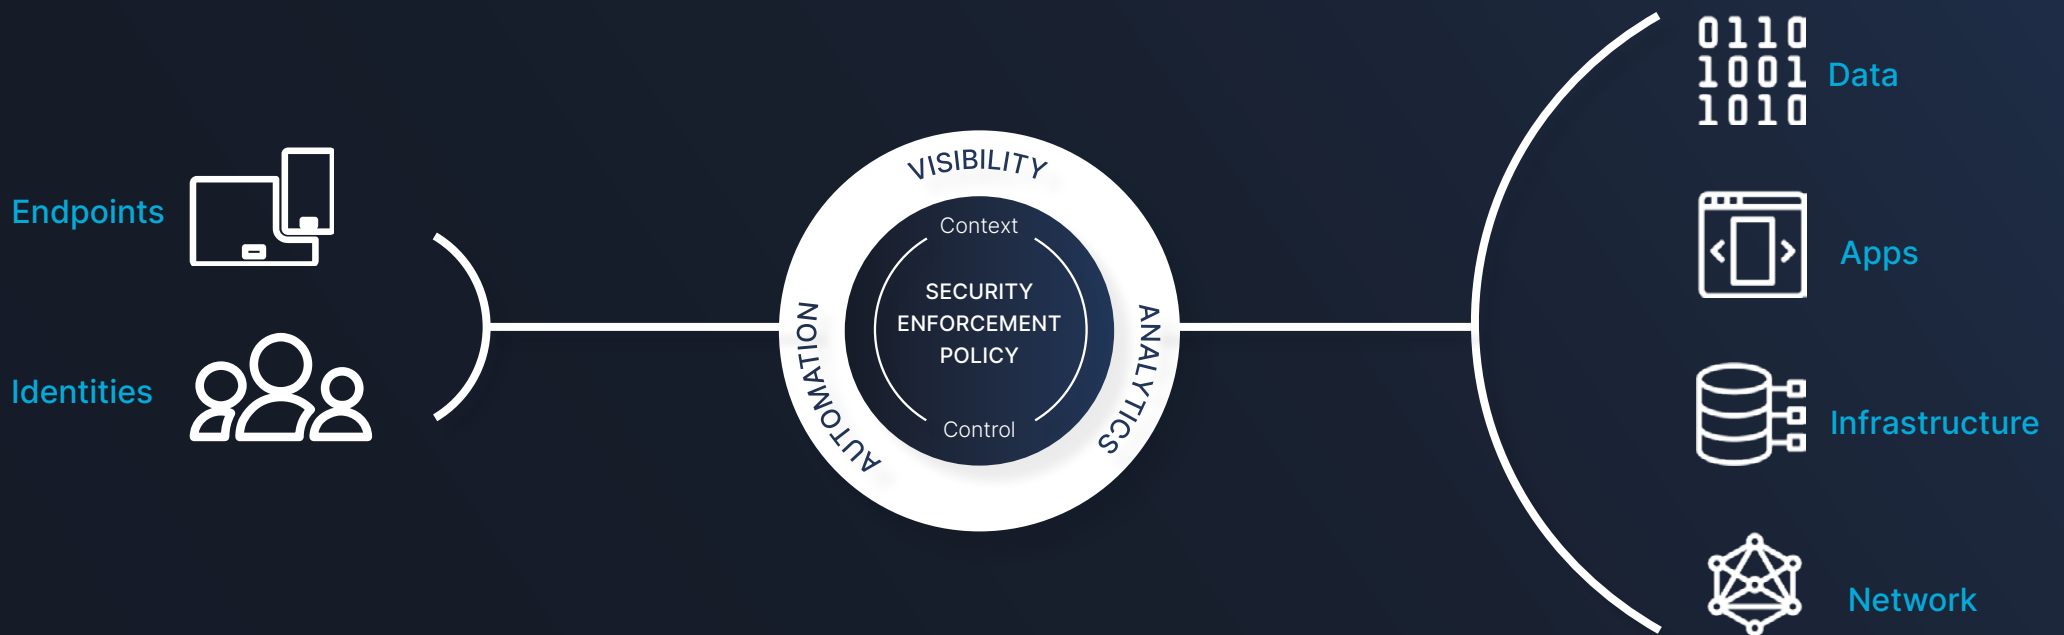 Endpoints
Identities
VISIBILITY
AUTOMATION
ANALYTICS
Context
SECURITY
ENFORCEMENT
POLICY
Control
0110
1001
1010
Data
Apps
Infrastructure
Network